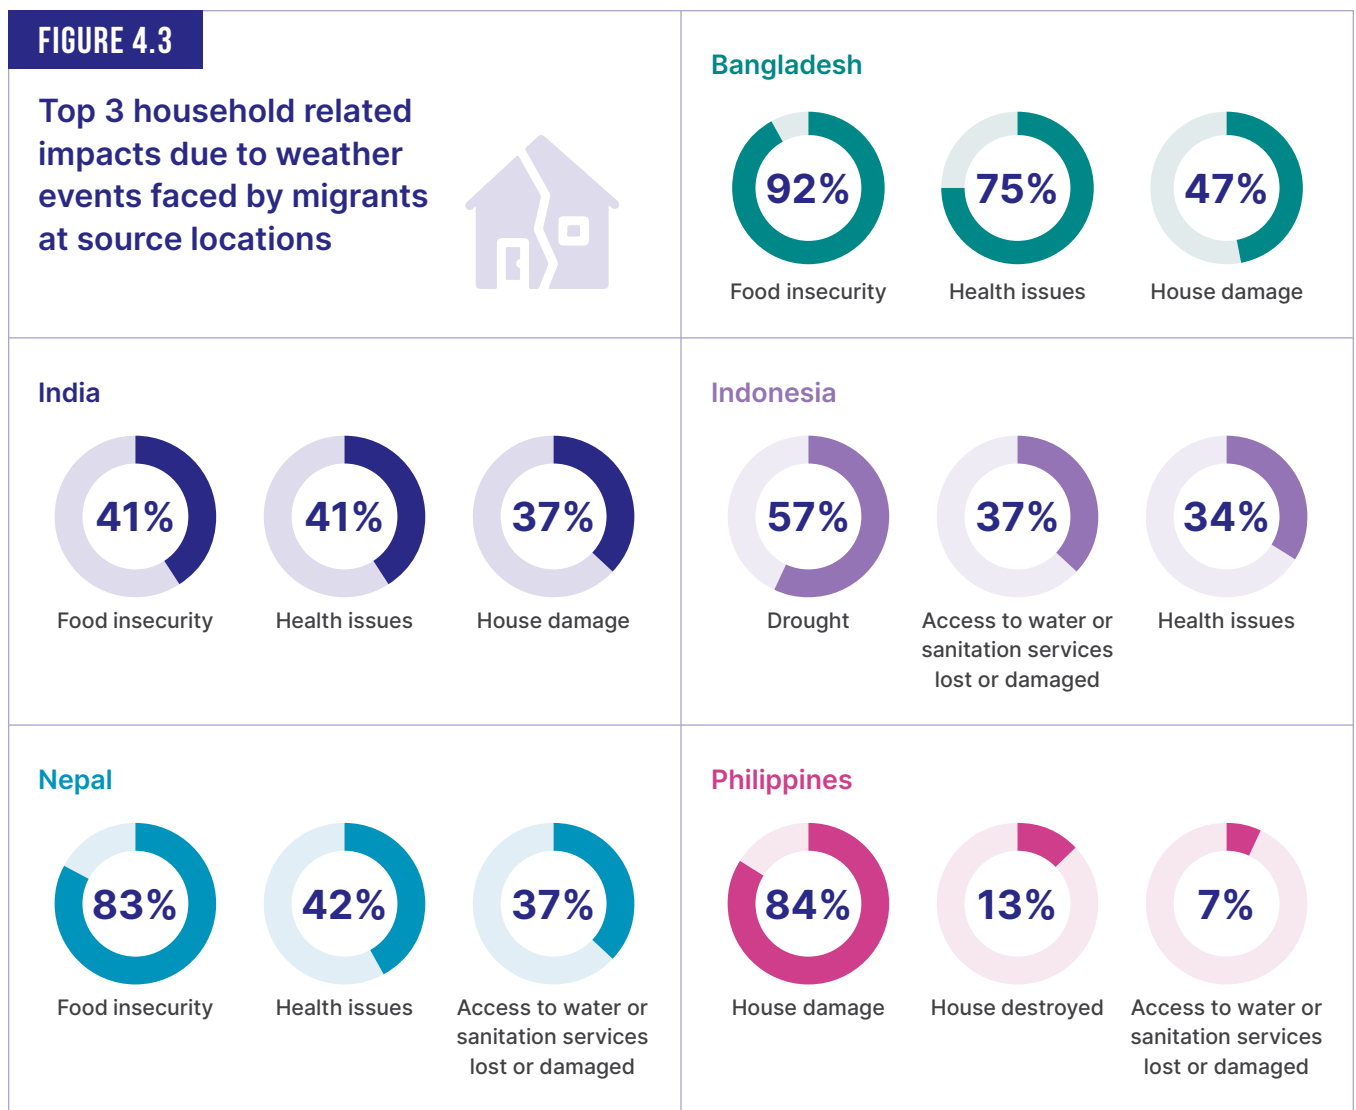 FIGURE 4.3
Top 3 household related
impacts due to weather
events faced by migrants
at source locations
Bangladesh
92%
75%
47%
Food insecurity
Health issues
House damage
India
41%
41%
37%
Food insecurity
Health issues
House damage
Indonesia
57%
37%
34%
Drought
Access to water or
sanitation services
lost or damaged
Health issues
Nepal
83%
42%
37%
Food insecurity
Health issues
Access to water or
sanitation services
lost or damaged
Philippines
84%
13%
7%
House damage
House destroyed
Access to water or
sanitation services
lost or damaged